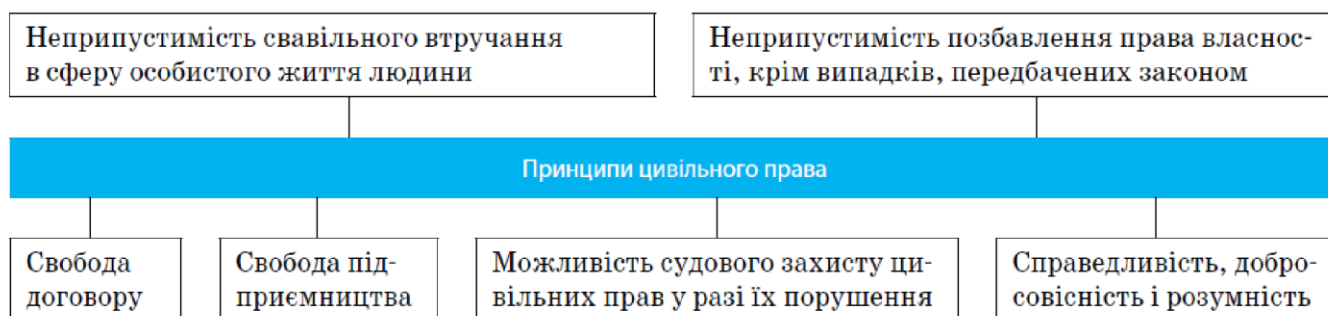 Неприпустимість свавільного втручання
в сферу особистого життя людини
Неприпустимість позбавлення права власнос-
ті, крім випадків, передбачених законом
Принципи цивільного права
Свобода
договору
Свобода під-
приємництва
Можливість судового захисту ци-
вільних прав у разі їх порушення
Справедливість, добро-
совісність і розумність